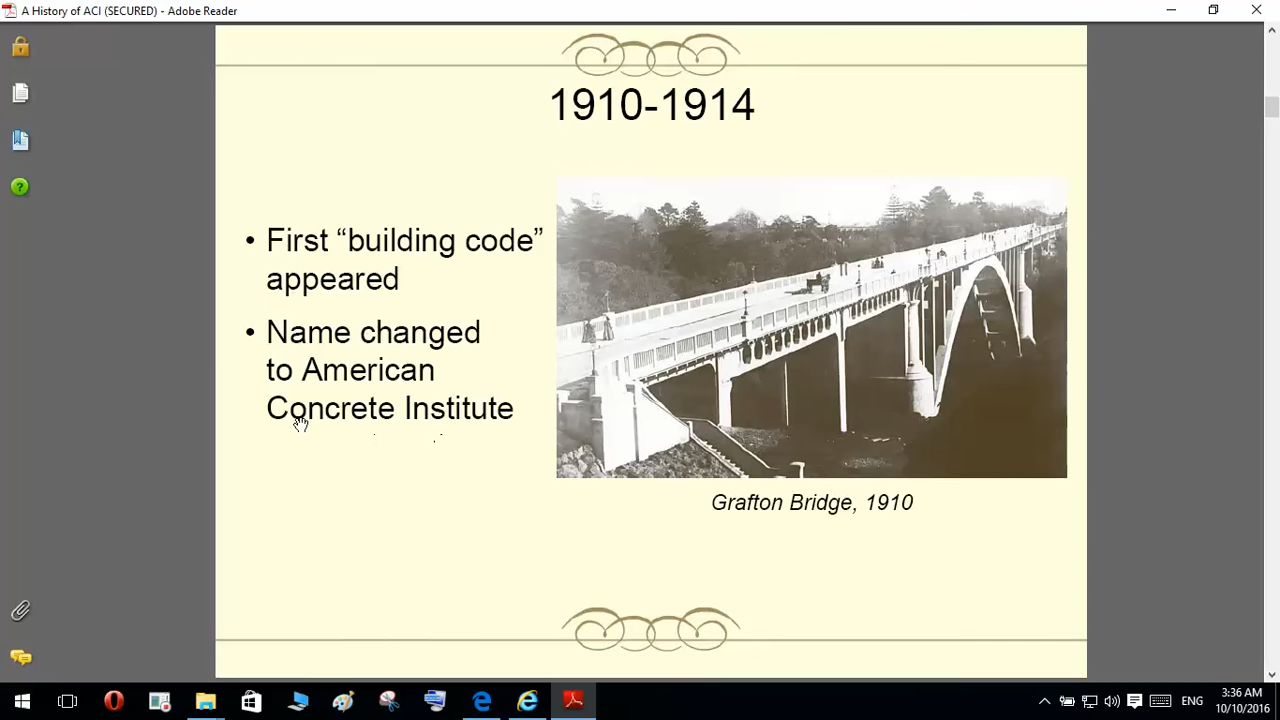 A History of ACI (SECURED) - Adobe Reader
1910-1914
• First “building code”
appeared
• Name changed
to American
Concrete Institute
Grafton Bridge, 1910
ENG
3:36 AM
10/10/2016